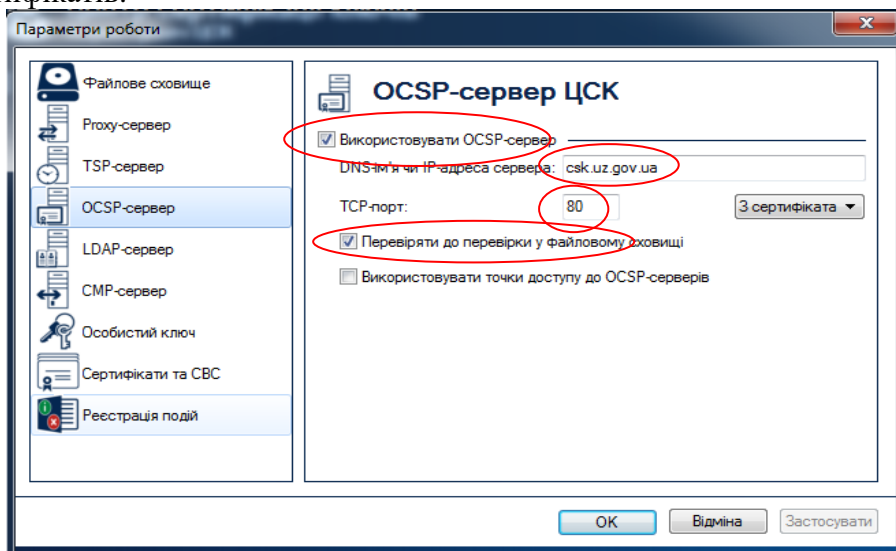 Параметри роботи
Файлове сховище
Proxy-сервер
TSP-сервер
OCSP-сервер
LDAP-сервер
CMP-сервер
Особистий ключ
Сертифікати та СВС
Реєстрація подій
OCSP-сервер ЦСК
Використовувати OCSP-сервер
DNS-ім'я чи IP-адреса сервера: csk.uz.gov.ua
TCP-порт: 80 З сертифіката
Перевіряти до перевірки у файловому сховищі
Використовувати точки доступу до OCSP-серверів
OK Відміна Застосувати